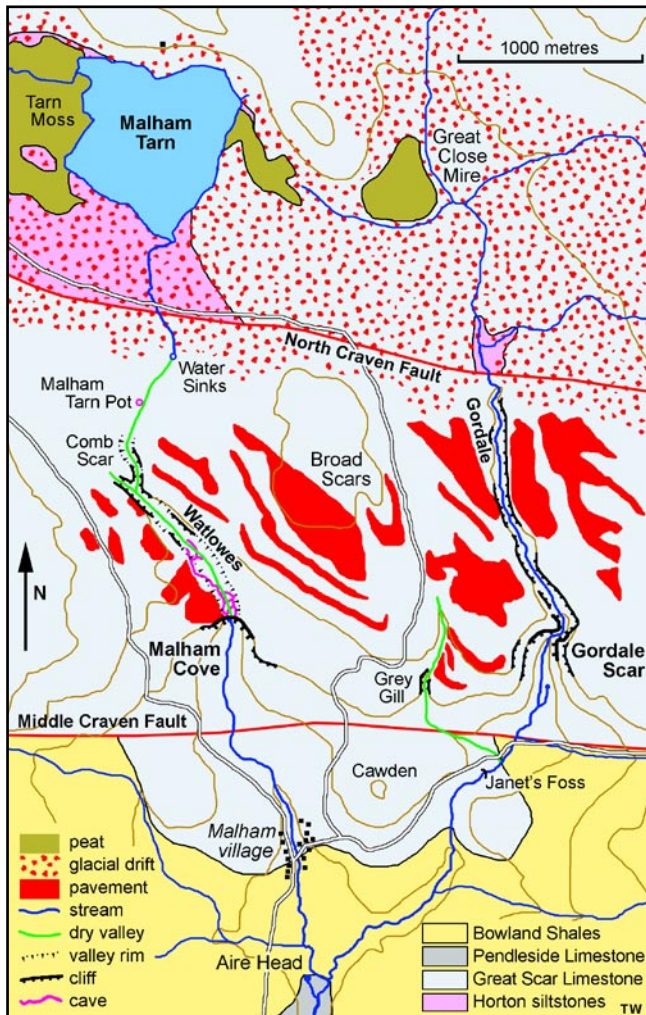 1000 metres
Tarn
Moss
Malham
Tarn
Great
Close
Mire
North Craven Fault
Water
Sinks
Malham
Tarn Pot
Comb
Scar
Gordale
Broad
Scars
Watlowes
N
Malham
Cove
Grey
Gill
Gordale
Scar
Middle Craven Fault
Cawden
Janet's Foss
Malham
village
Aire Head
peat
glacial drift
pavement
stream
dry valley
valley rim
cliff
cave
Bowland Shales
Pendleside Limestone
Great Scar Limestone
Horton siltstones
TW